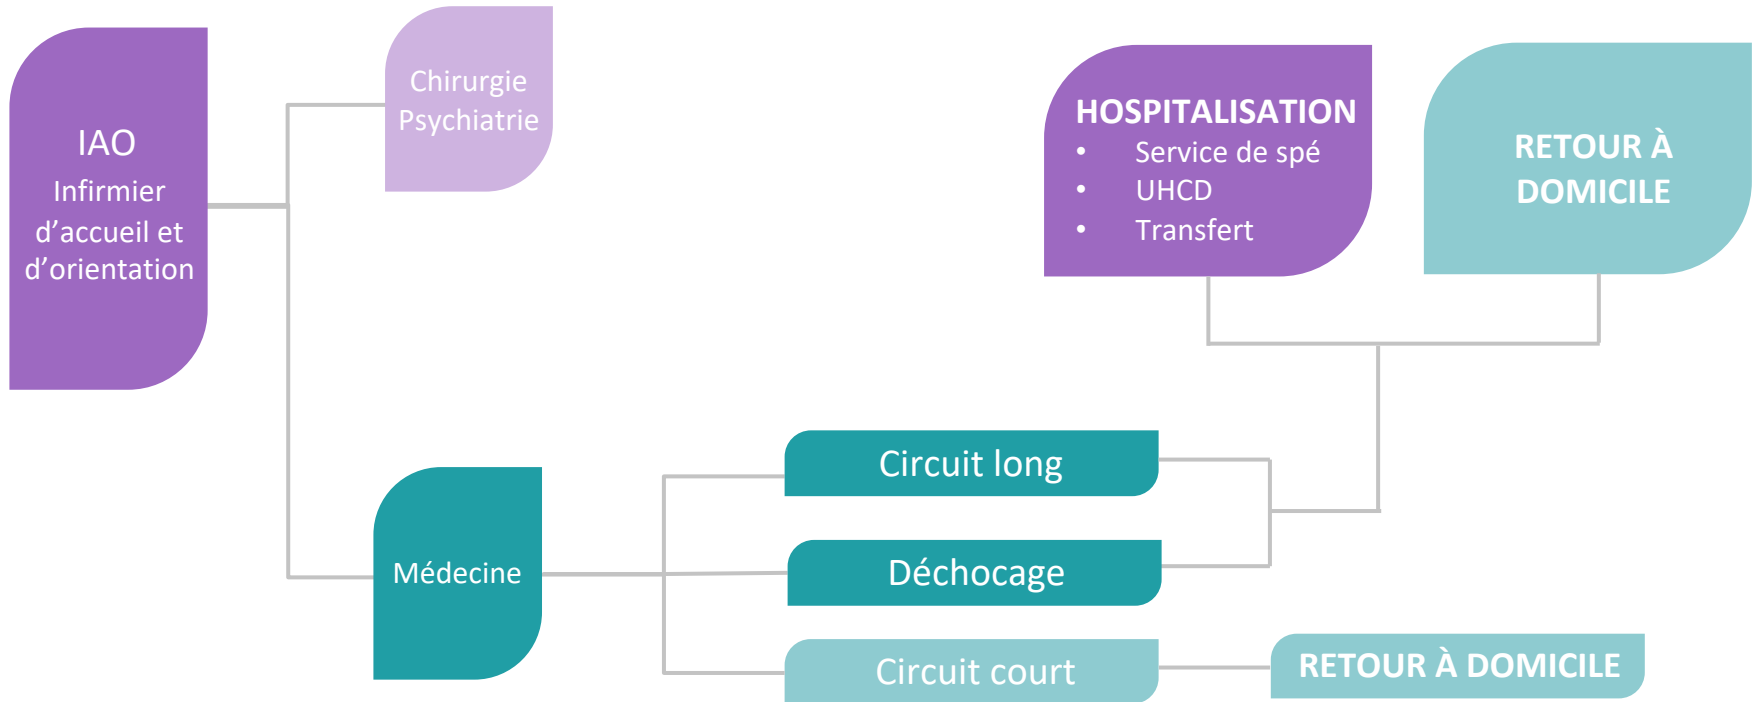 IAO
Infirmier
d’accueil et
d’orientation
Chirurgie
Psychiatrie
HOSPITALISATION
• Service de spé
• UHCD
• Transfert
RETOUR À
DOMICILE
Médecine
Circuit long
Déchocage
Circuit court
RETOUR À DOMICILE